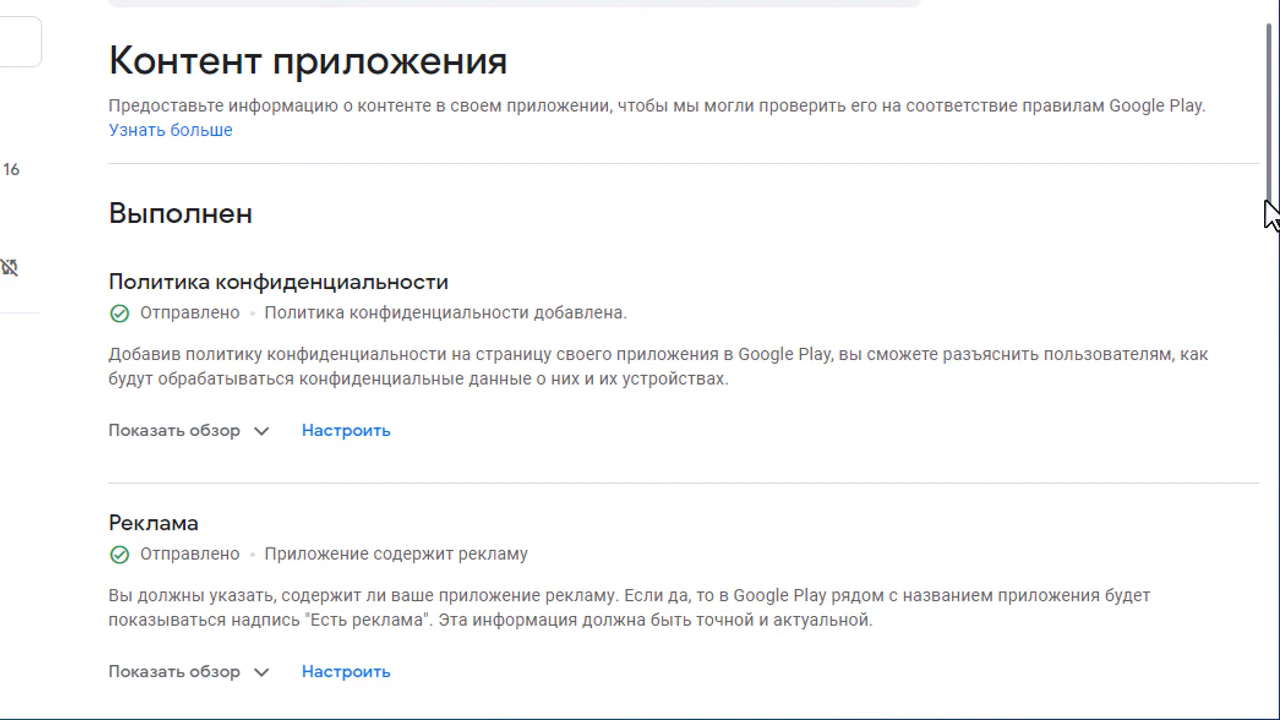 Контент приложения
Предоставьте информацию о контенте в своем приложении, чтобы мы могли проверить его на соответствие правилам Google Play.
Узнать больше
16
Выполнен
Политика конфиденциальности
Отправлено • Политика конфиденциальности добавлена.
Добавив политику конфиденциальности на страницу своего приложения в Google Play, вы сможете разъяснить пользователям, как
будут обрабатываться конфиденциальные данные о них и их устройствах.
Показать обзор Настроить
Реклама
Отправлено • Приложение содержит рекламу
Вы должны указать, содержит ли ваше приложение рекламу. Если да, то в Google Play рядом с названием приложения будет
показываться надпись "Есть реклама". Эта информация должна быть точной и актуальной.
Показать обзор Настроить